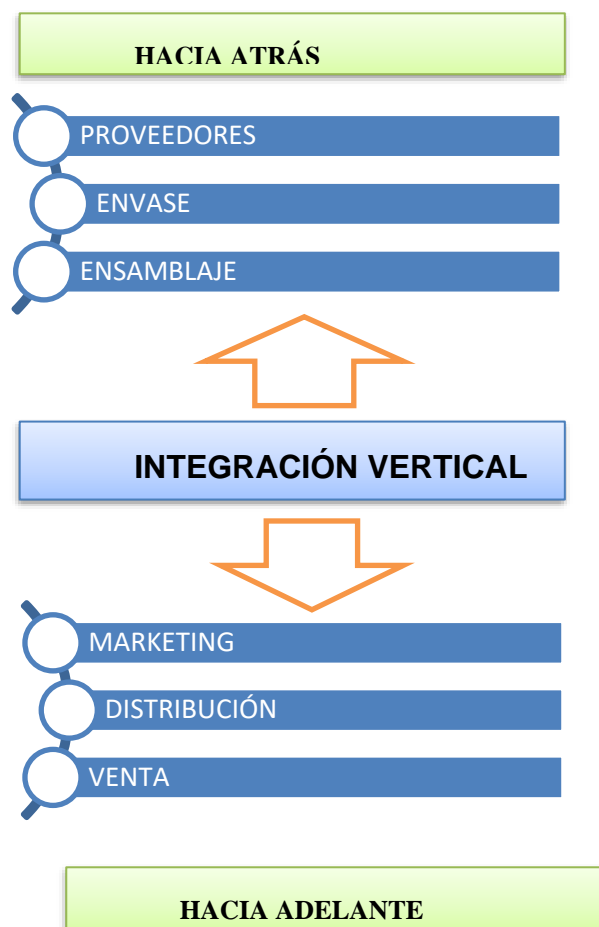 HACIA ATRÁS
PROVEEDORES
ENVASE
ENSAMBLAJE
INTEGRACIÓN VERTICAL
MARKETING
DISTRIBUCIÓN
VENTA
HACIA ADELANTE